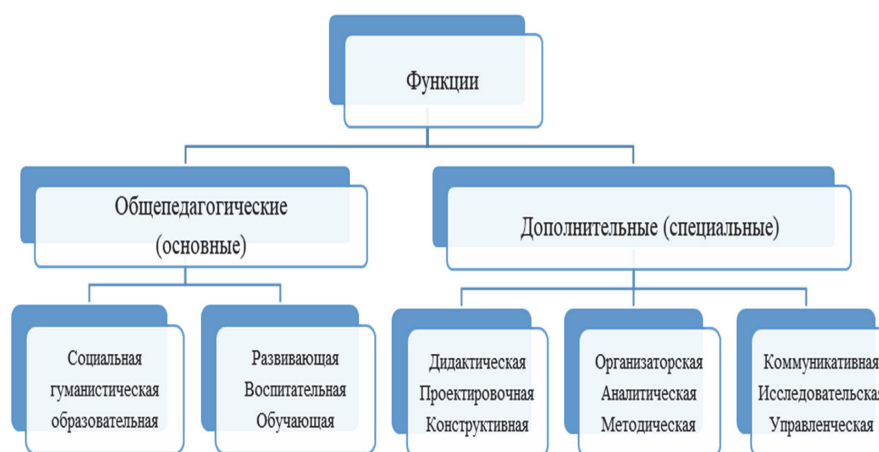 Функции
Общепедагогические
(основные)
Дополнительные (специальные)
Социальная
гуманистическая
образовательная
Развивающая
Воспитательная
Обучающая
Дидактическая
Проектировочная
Конструктивная
Организаторская
Аналитическая
Методическая
Коммуникативная
Исследовательская
Управленческая